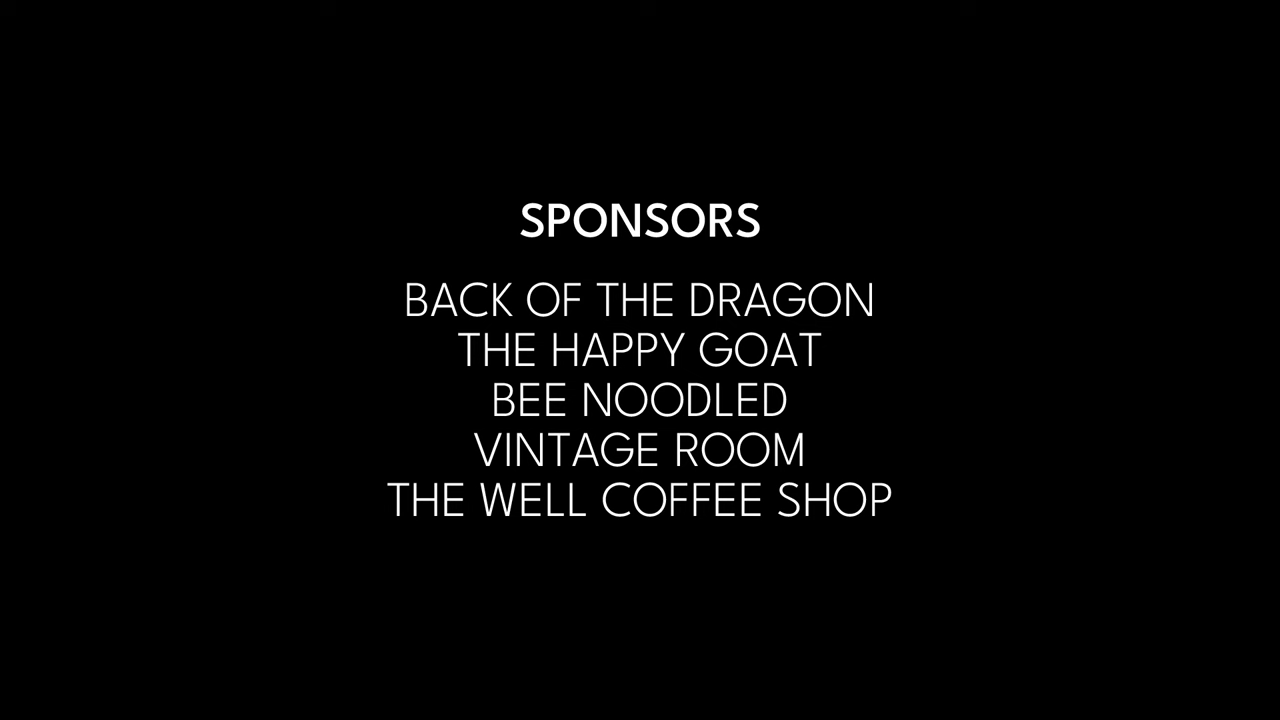 SPONSORS
BACK OF THE DRAGON
THE HAPPY GOAT
BEE NOODLED
VINTAGE ROOM
THE WELL COFFEE SHOP